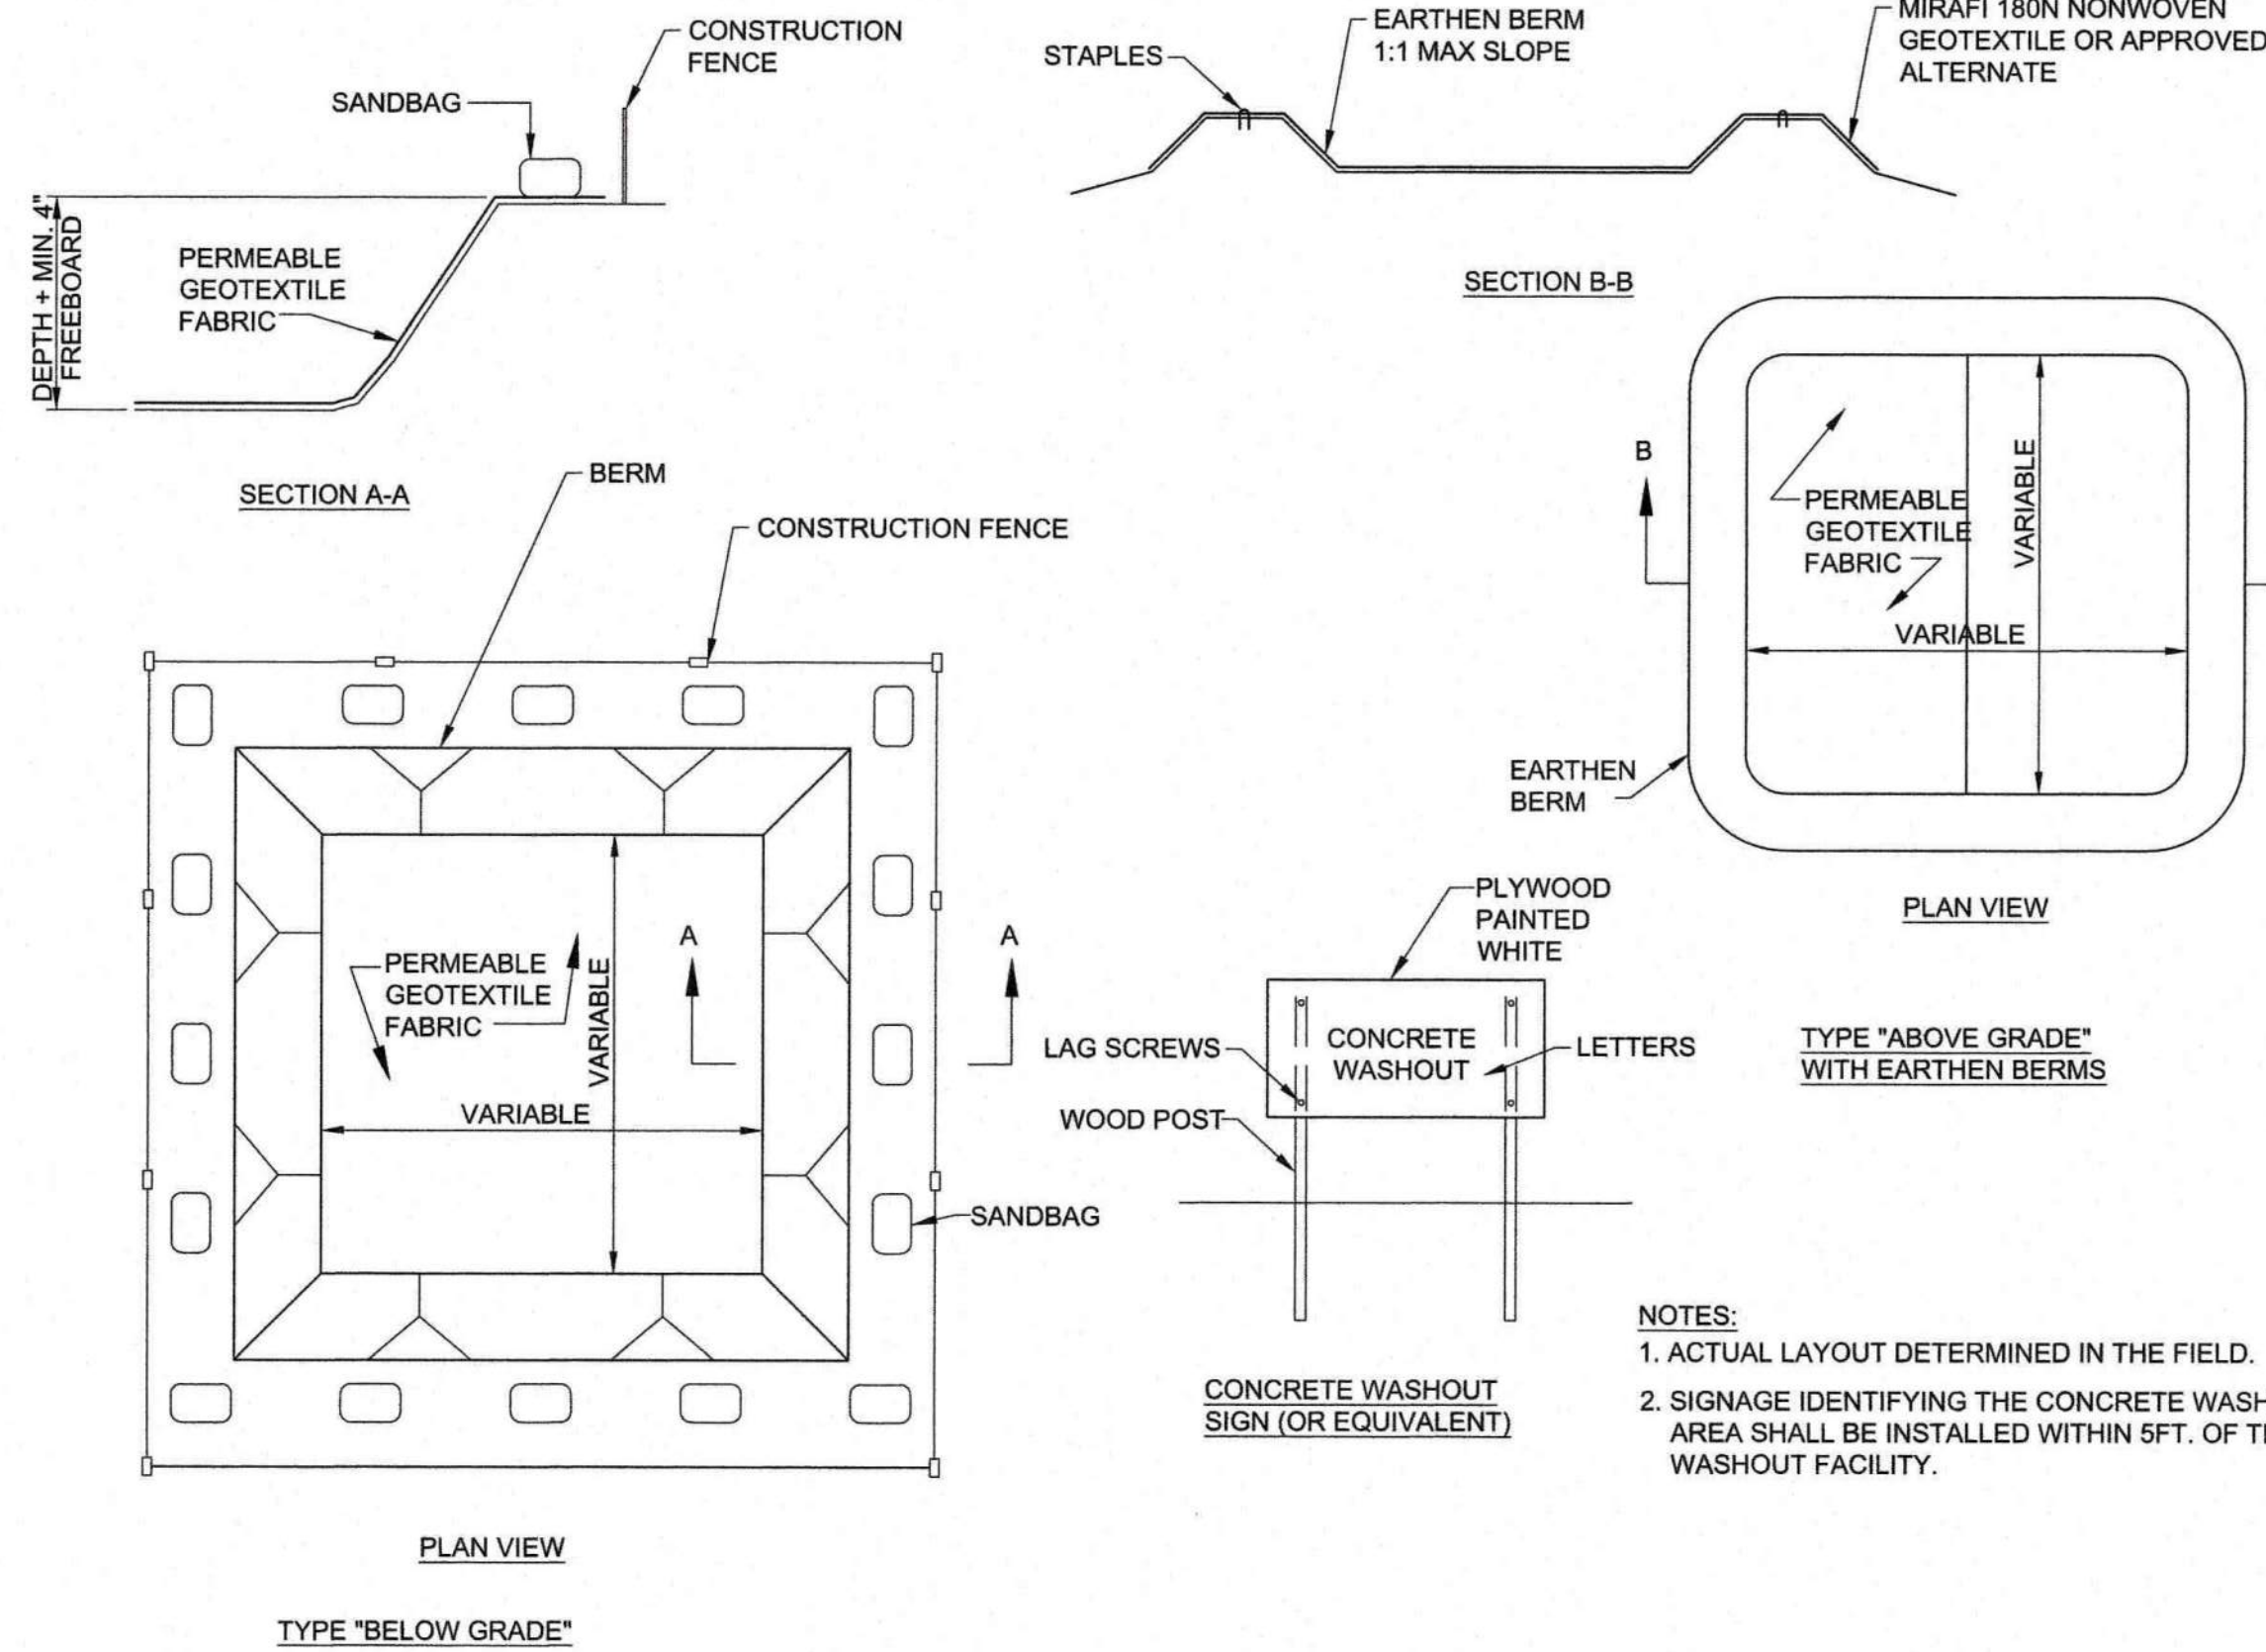 CONSTRUCTION
FENCE
SANDBAG
DEPTH + MIN. 4"
FREEBOARD
PERMEABLE
GEOTEXTILE
FABRIC
SECTION A-A
STAPLES
EARTHEN BERM
1:1 MAX SLOPE
MIRAFI 180N NONWOVEN
GEOTEXTILE OR APPROVED
ALTERNATE
SECTION B-B
BERM
CONSTRUCTION FENCE
PERMEABLE
GEOTEXTILE
FABRIC
VARIABLE
VARIABLE
A
A
SANDBAG
PLAN VIEW
TYPE "BELOW GRADE"
B
PERMEABLE
GEOTEXTILE
FABRIC
VARIABLE
VARIABLE
EARTHEN
BERM
PLAN VIEW
TYPE "ABOVE GRADE"
WITH EARTHEN BERMS
PLYWOOD
PAINTED
WHITE
LAG SCREWS
CONCRETE
WASHOUT
LETTERS
WOOD POST
CONCRETE WASHOUT
SIGN (OR EQUIVALENT)
NOTES:
1. ACTUAL LAYOUT DETERMINED IN THE FIELD.
2. SIGNAGE IDENTIFYING THE CONCRETE
AREA SHALL BE INSTALLED WITHIN 5FT. OF
WASHOUT FACILITY.